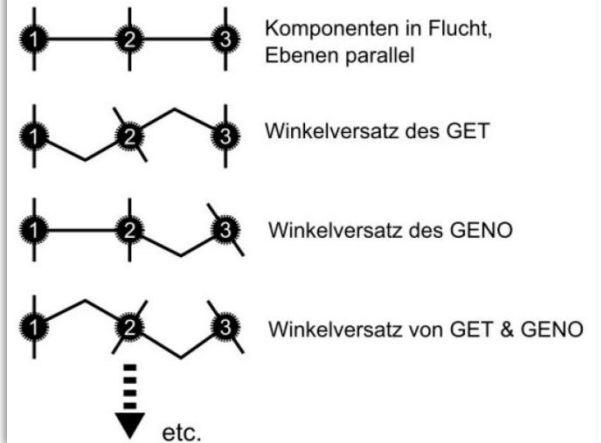 1 2 3 Komponenten in Flucht,
Ebenen parallel
1 2 3 Winkelversatz des GET
1 2 3 Winkelversatz des GENO
1 2 3 Winkelversatz von GET & GENO
etc.